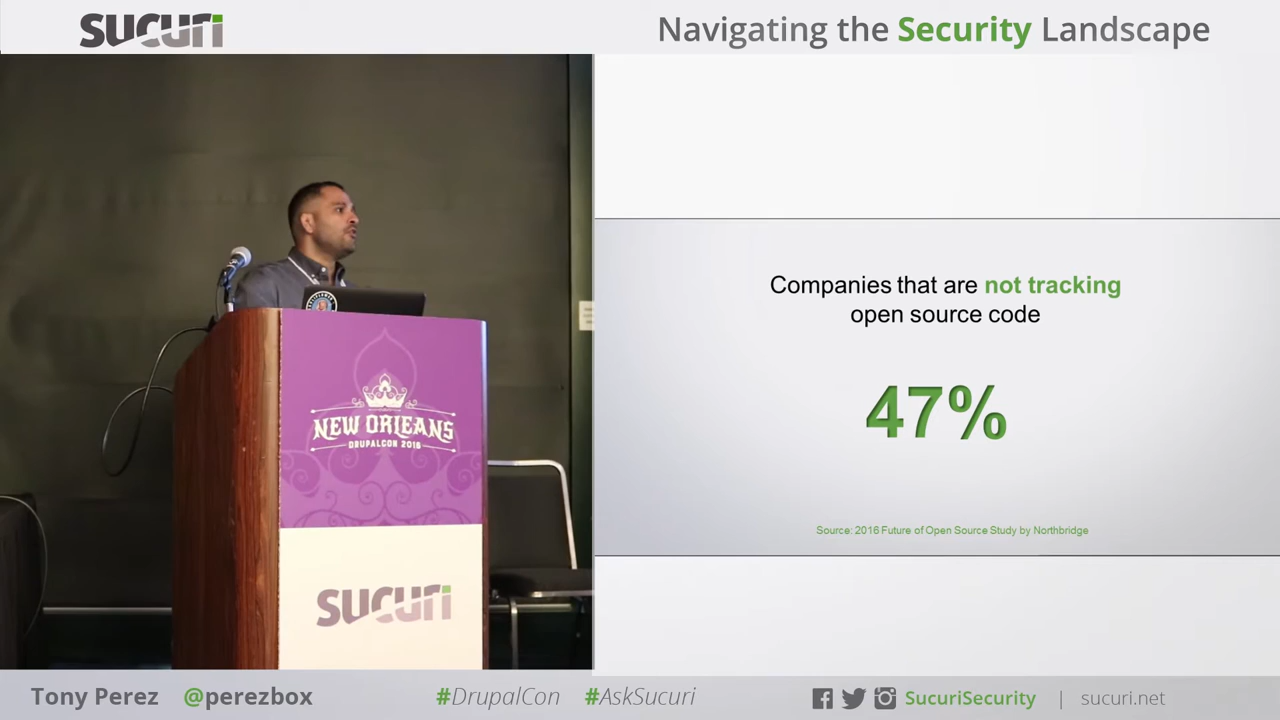 sucuri
Navigating the Security Landscape
NEW ORLEANS
DRUPALCON 2016
sucuri
Companies that are not tracking
open source code
47%
Source: 2016 Future of Open Source Study by Northbridge
Tony Perez @perezbox #DrupalCon #AskSucuri SucuriSecurity | sucuri.net